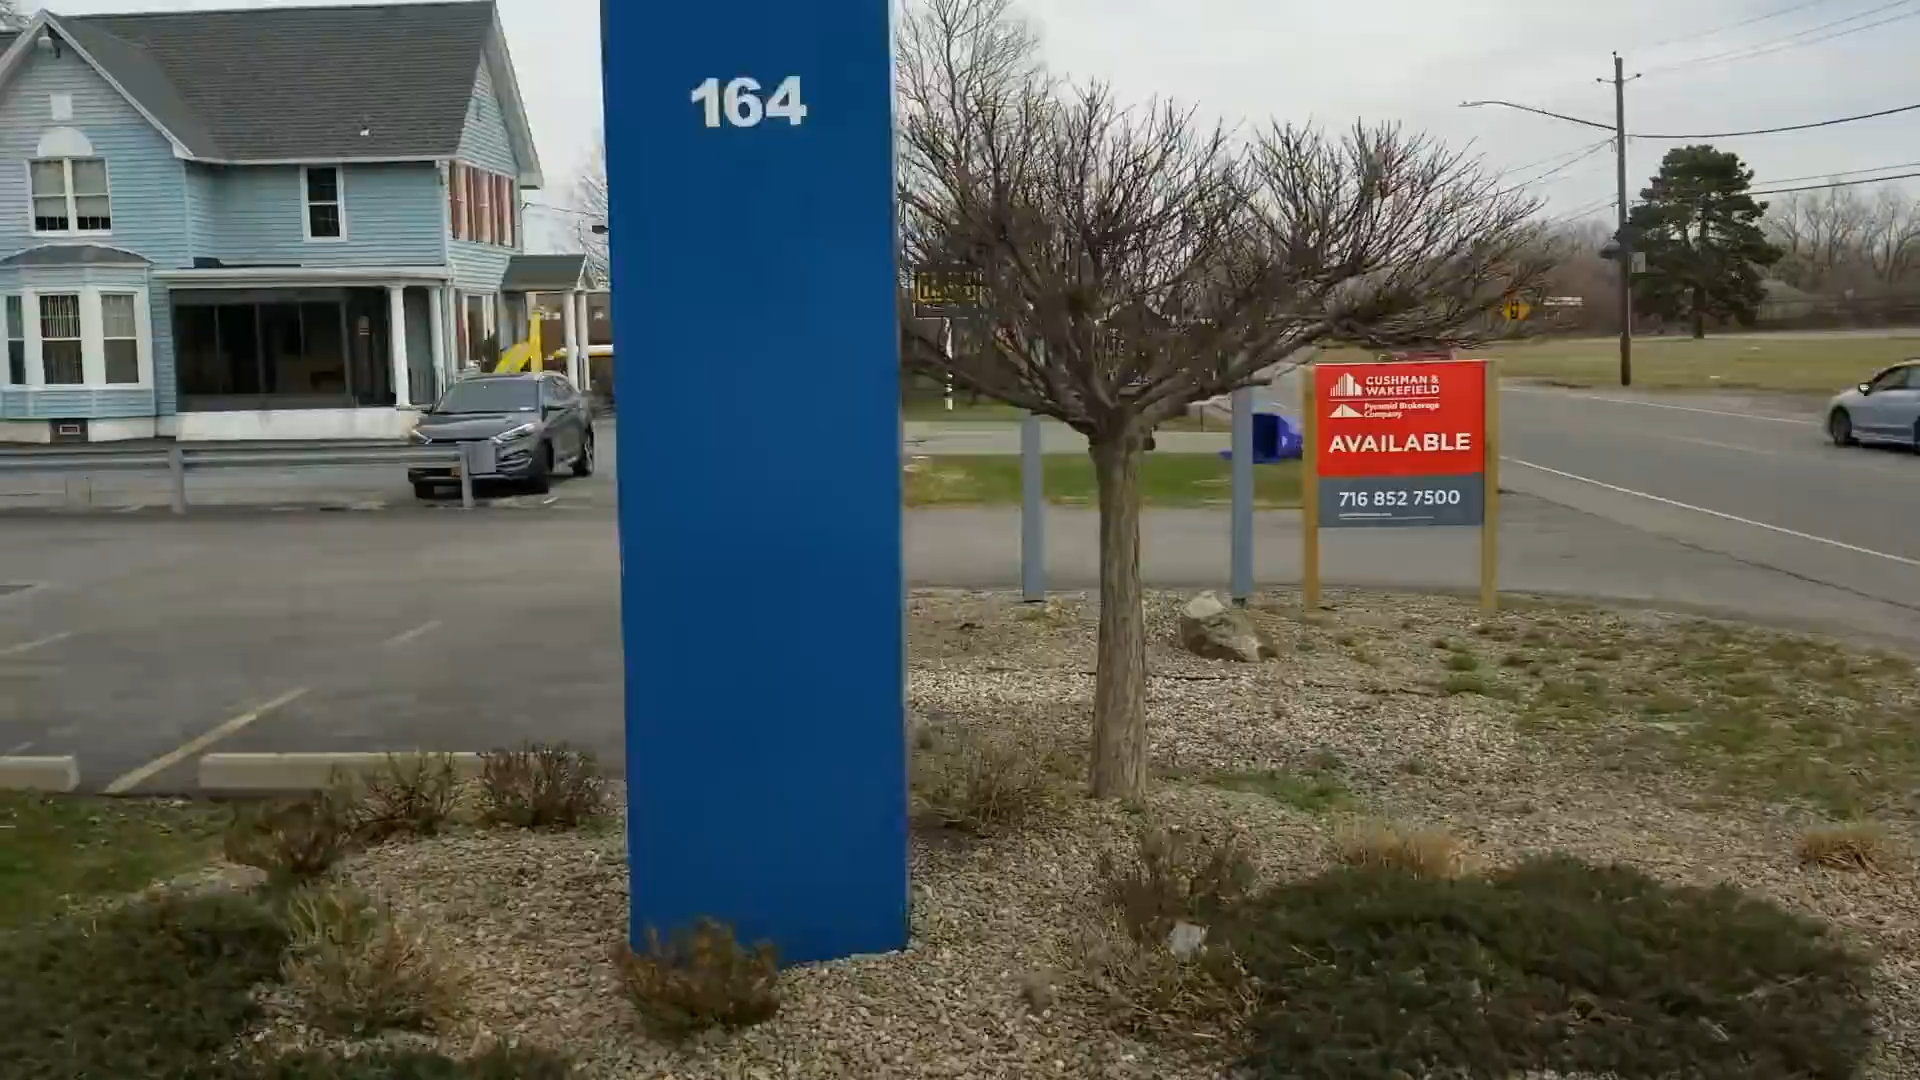 164
CUSHMAN &
WAKEFIELD
Pyramid Brokerage
Company
AVAILABLE
716 852 7500